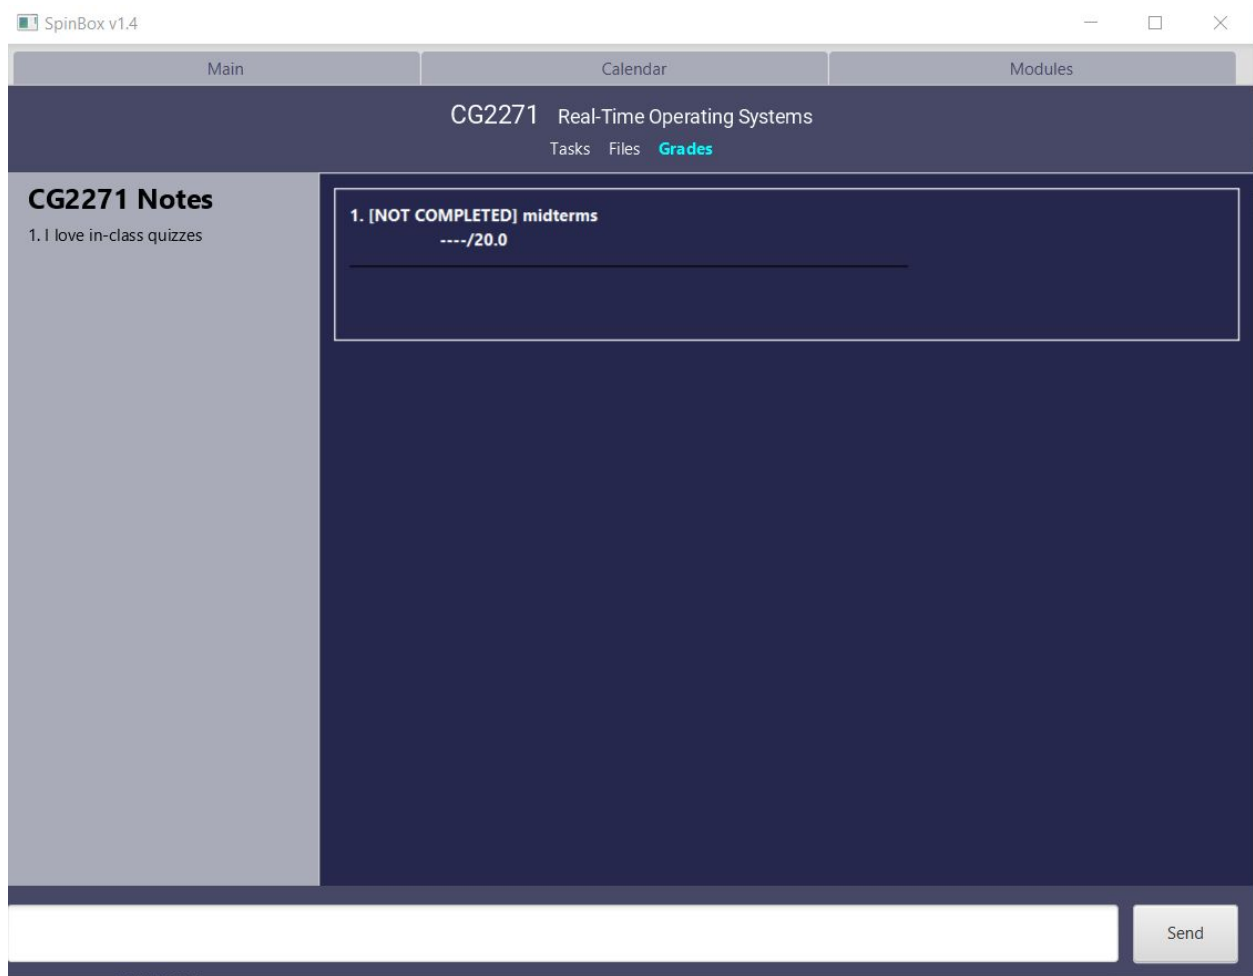 SpinBox v1.4
Main Calendar Modules
CG2271 Real-Time Operating Systems
Tasks Files Grades
CG2271 Notes
1. I love in-class quizzes
1. [NOT COMPLETED] midterms
----/20.0
Send